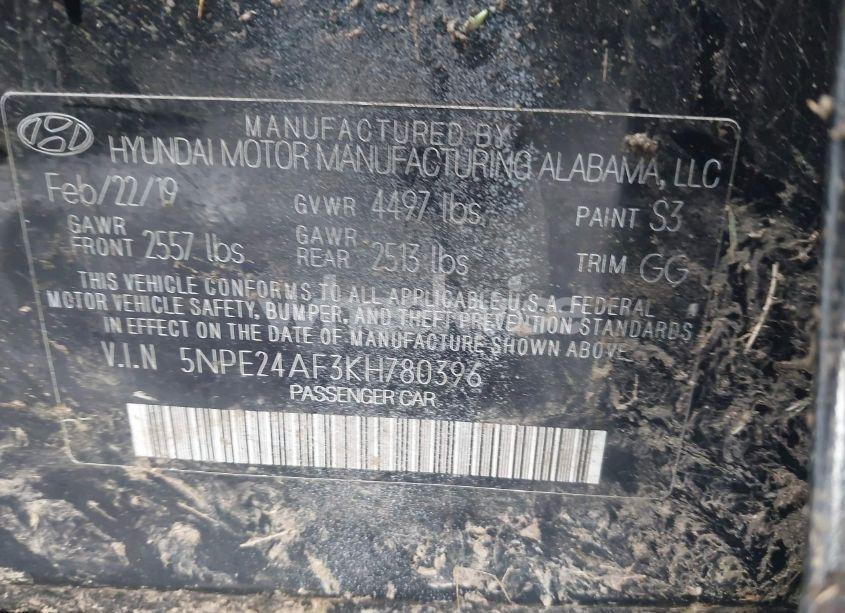 MANUFACTURED BY
HYUNDAI MOTOR MANUFACTURING ALABAMA, LLC
Feb/22/19 GVWR 4497 lbs. PAINT S3
GAWR FRONT 2557 lbs. GAWR REAR 2513 lbs TRIM GG
THIS VEHICLE CONFORMS TO ALL APPLICABLE U.S.A. FEDERAL
MOTOR VEHICLE SAFETY, BUMPER, AND THEFT PREVENTION STANDARDS
IN EFFECT ON THE DATE OF MANUFACTURE SHOWN ABOVE.
V.I.N 5NPE24AF3KH780396
PASSENGER CAR